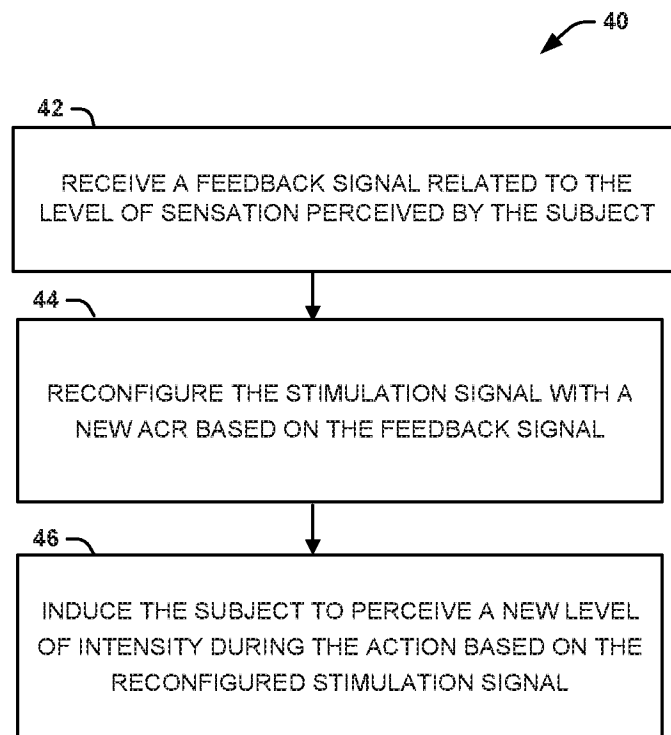 40
42
RECEIVE A FEEDBACK SIGNAL RELATED TO THE
LEVEL OF SENSATION PERCEIVED BY THE SUBJECT
44
RECONFIGURE THE STIMULATION SIGNAL WITH A
NEW ACR BASED ON THE FEEDBACK SIGNAL
46
INDUCE THE SUBJECT TO PERCEIVE A NEW LEVEL
OF INTENSITY DURING THE ACTION BASED ON THE
RECONFIGURED STIMULATION SIGNAL